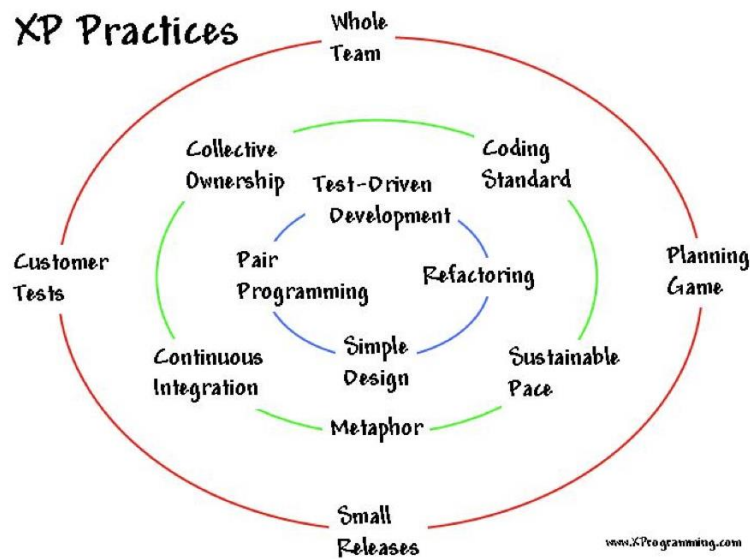 XP Practices
Whole
Team
Collective
Ownership
Coding
Standard
Test-Driven
Development
Customer
Tests
Pair
Programming
Refactoring
Planning
Game
Continuous
Integration
Simple
Design
Sustainable
Pace
Metaphor
Small
Releases
www.XProgramming.com